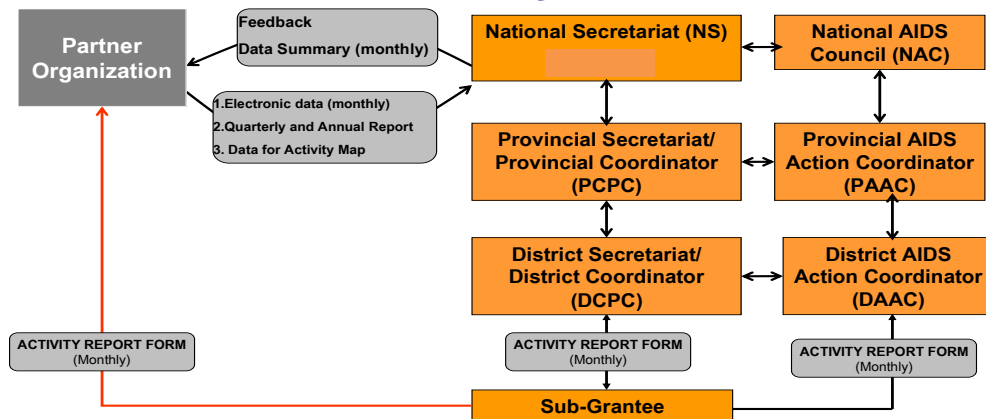 Partner
Organization
Feedback
Data Summary (monthly)
1.Electronic data (monthly)
2.Quarterly and Annual Report
3. Data for Activity Map
National Secretariat (NS)
National AIDS
Council (NAC)
Provincial Secretariat/
Provincial Coordinator
(PCPC)
Provincial AIDS
Action Coordinator
(PAAC)
District Secretariat/
District Coordinator
(DCPC)
District AIDS
Action Coordinator
(DAAC)
ACTIVITY REPORT FORM
(Monthly)
ACTIVITY REPORT FORM
(Monthly)
ACTIVITY REPORT FORM
(Monthly)
Sub-Grantee